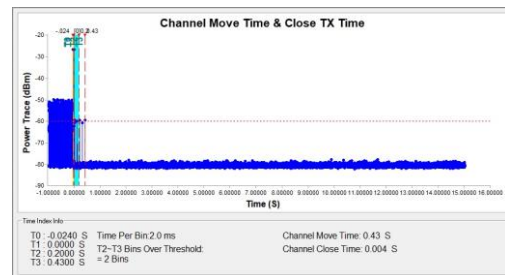 Channel Move Time & Close TX Time
Power Trace (dBm)
-20
-30
-40
-50
-60
-70
-80
-90
-1.00000 0.00000 1.00000 2.00000 3.00000 4.00000 5.00000 6.00000 7.00000 8.00000 9.00000 10.00000 11.00000 12.00000 13.00000 14.00000 15.00000 16.00000
Time (S)
Time Index Info
T0 : -0.0240 S Time Per Bin:2.0 ms Channel Move Time: 0.43 S
T1 : 0.0000 S T2~T3 Bins Over Threshold: Channel Close Time: 0.004 S
T2 : 0.2000 S = 2 Bins
T3 : 0.4300 S